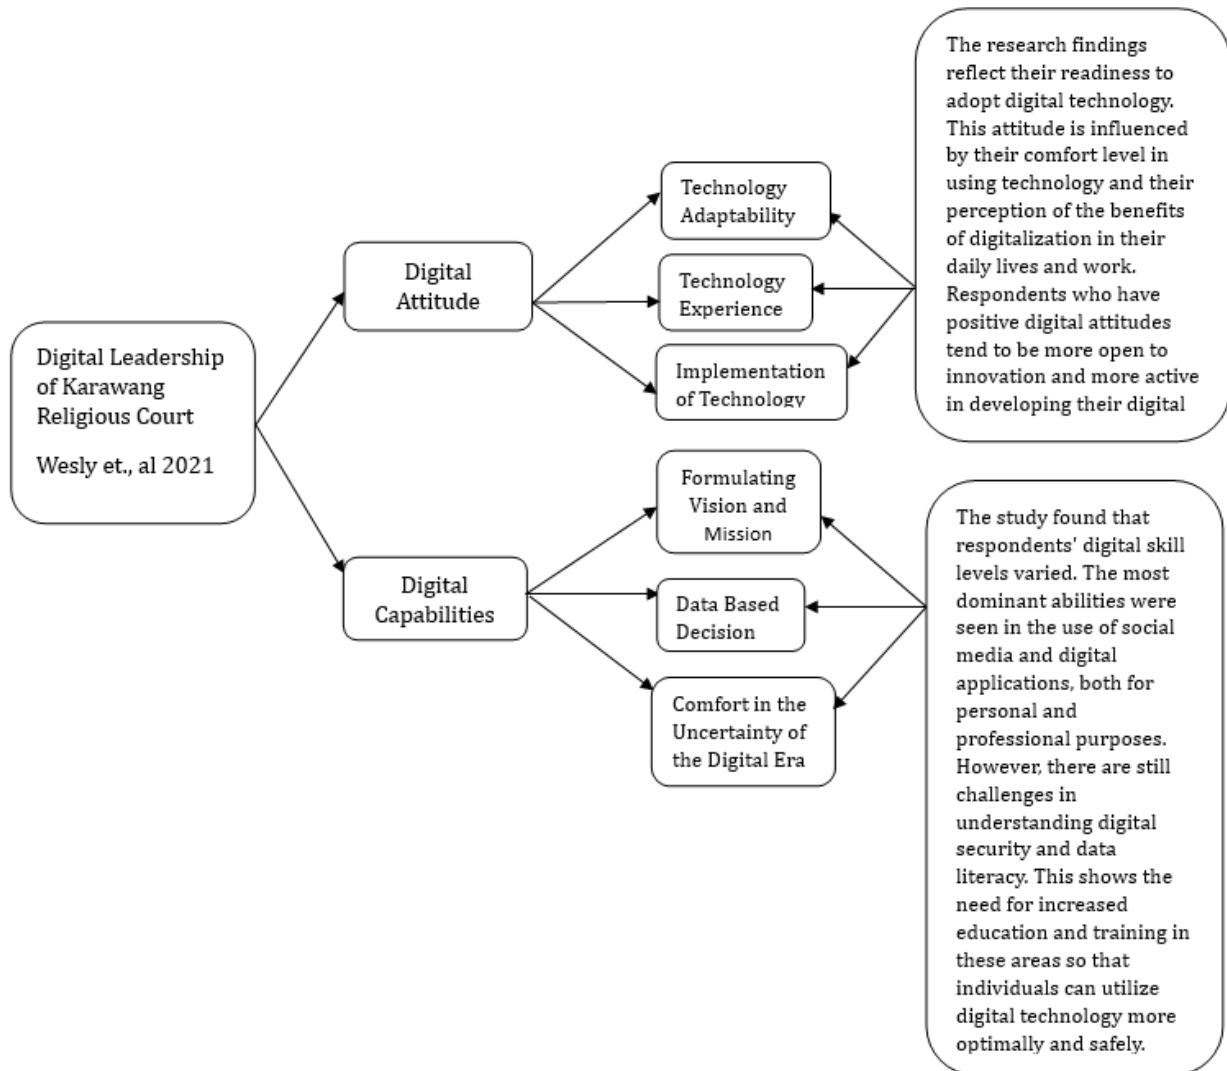 Digital Leadership
of Karawang
Religious Court
Wesly et., al 2021
Digital
Attitude
Technology
Adaptability
Technology
Experience
Implementation
of Technology
The research findings
reflect their readiness to
adopt digital technology.
This attitude is influenced
by their comfort level in
using technology and their
perception of the benefits
of digitalization in their
daily lives and work.
Respondents who have
positive digital attitudes
tend to be more open to
innovation and more active
in developing their digital
Digital
Capabilities
Formulating
Vision and
Mission
Data Based
Decision
Comfort in the
Uncertainty of
the Digital Era
The study found that
respondents' digital skill
levels varied. The most
dominant abilities were
seen in the use of social
media and digital
applications, both for
personal and
professional purposes.
However, there are still
challenges in
understanding digital
security and data
literacy. This shows the
need for increased
education and training in
these areas so that
individuals can utilize
digital technology more
optimally and safely.